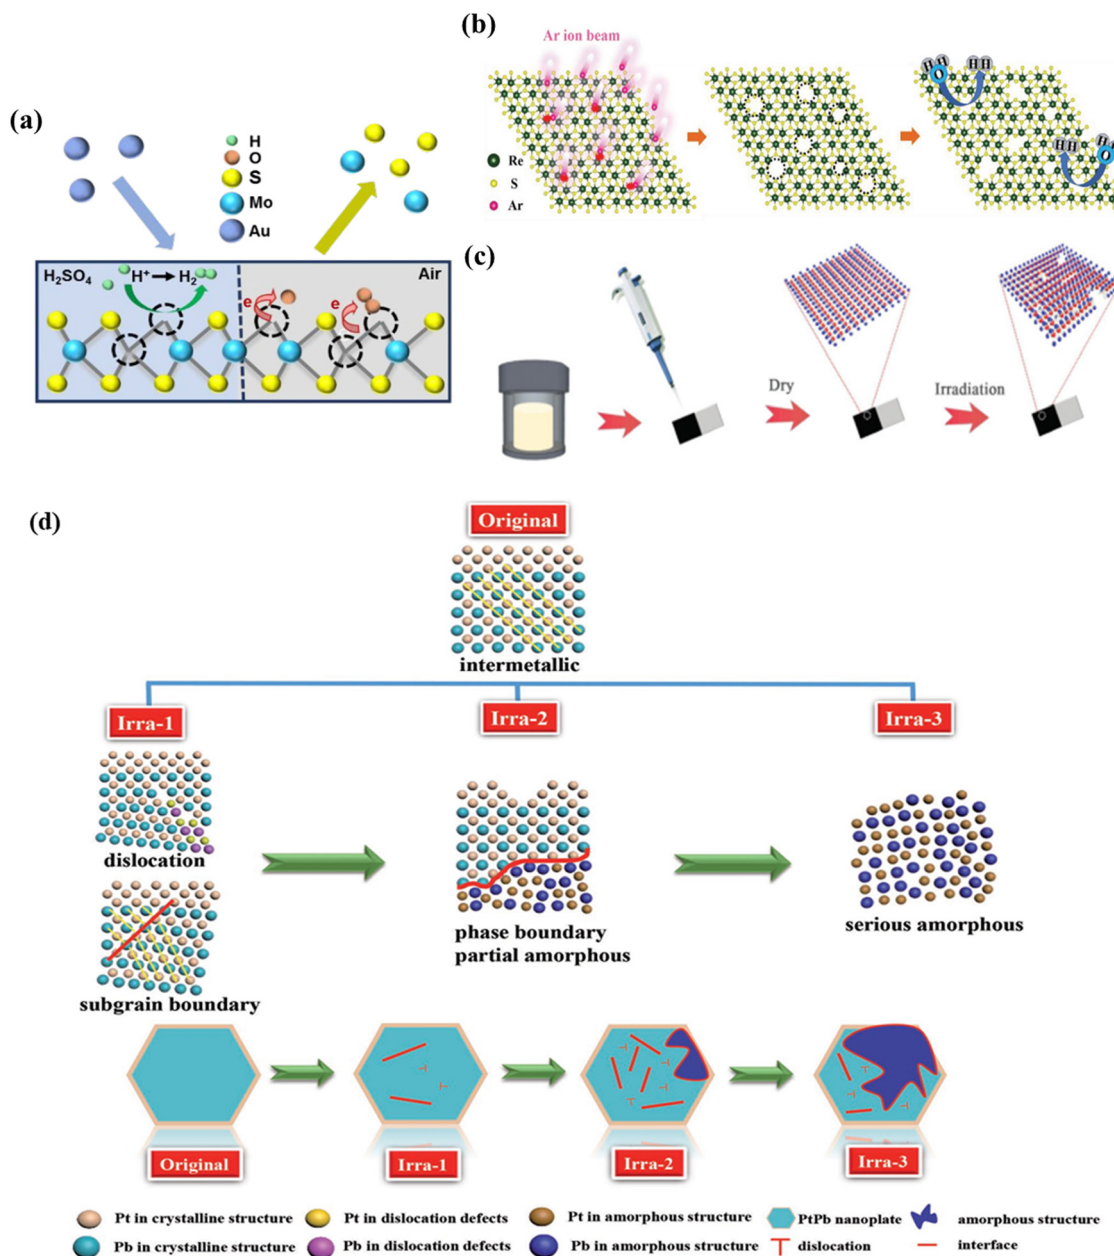 (a)
H
O
S
Mo
Au
H₂SO₄
H⁺→H₂
Air
e
e
(b)
Ar ion beam
Re
S
Ar
H H
O
H H
H H
H
O
(c)
Dry
Irradiation
(d)
Original
intermetallic
Irra-1
Irra-2
Irra-3
dislocation
subgrain boundary
phase boundary
partial amorphous
serious amorphous
Original
Irra-1
Irra-2
Irra-3
Pt in crystalline structure
Pt in dislocation defects
Pt in amorphous structure
PtPb nanoplate
amorphous structure
Pb in crystalline structure
Pb in dislocation defects
Pb in amorphous structure
dislocation
interface